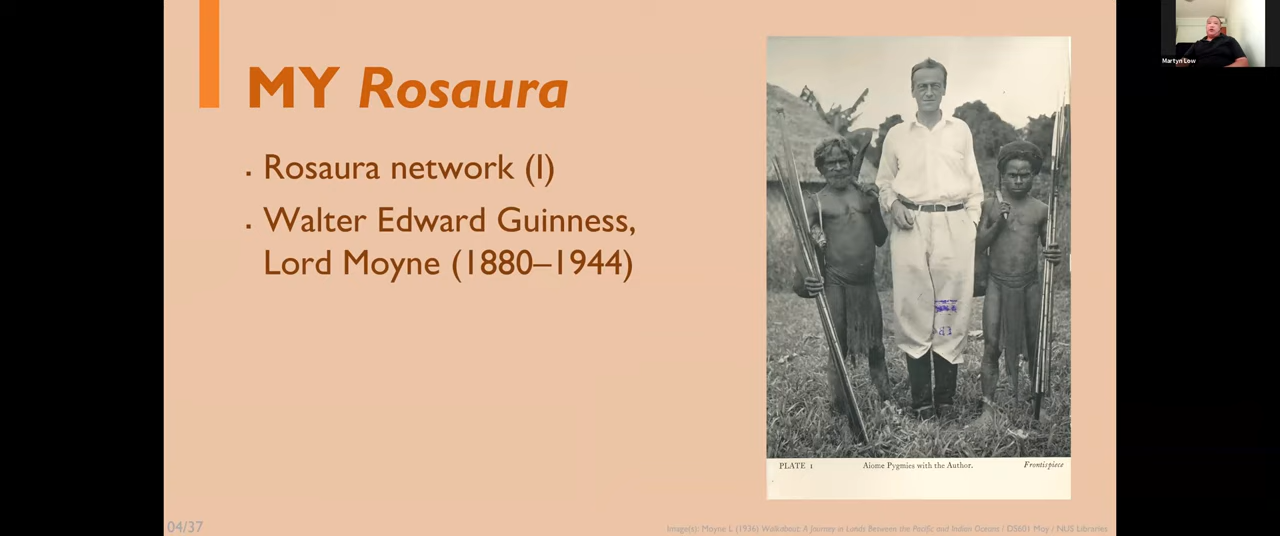 MY Rosaura
▪ Rosaura network (I)
▪ Walter Edward Guinness,
Lord Moyne (1880–1944)
PLATE 1 Aiome Pygmies with the Author. Frontispiece
04/37
Image(s): Moyne L (1936) Walkabout; A Journey in Lands Between the Pacific and Indian Oceans / DS601 Moy / NUS Libraries
Martyn Low